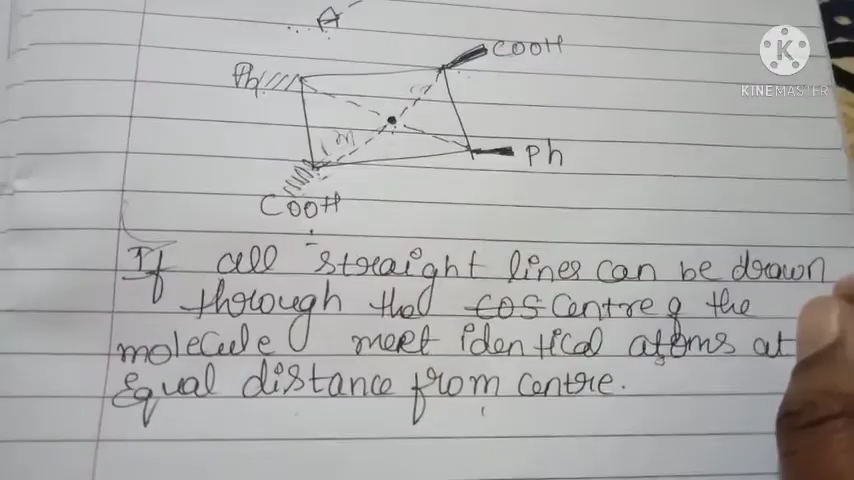 A
K
KINEMASTER
COOH
Ph
m
Ph
COOH
If all straight lines can be drawn
through the cos centre of the
molecule meet identical atoms at
Equal distance from centre.